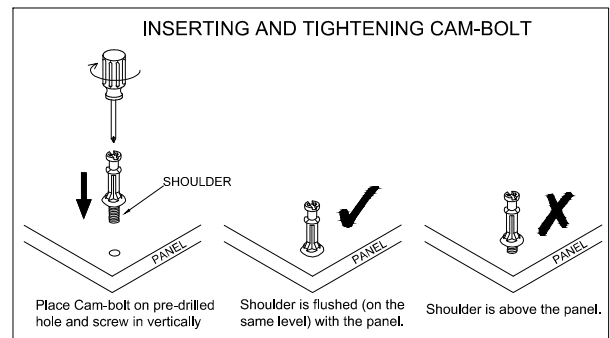 INSERTING AND TIGHTENING CAM-BOLT
SHOULDER
PANEL
Place Cam-bolt on pre-drilled
hole and screw in vertically
PANEL
Shoulder is flushed (on the
same level) with the panel.
PANEL
Shoulder is above the panel.